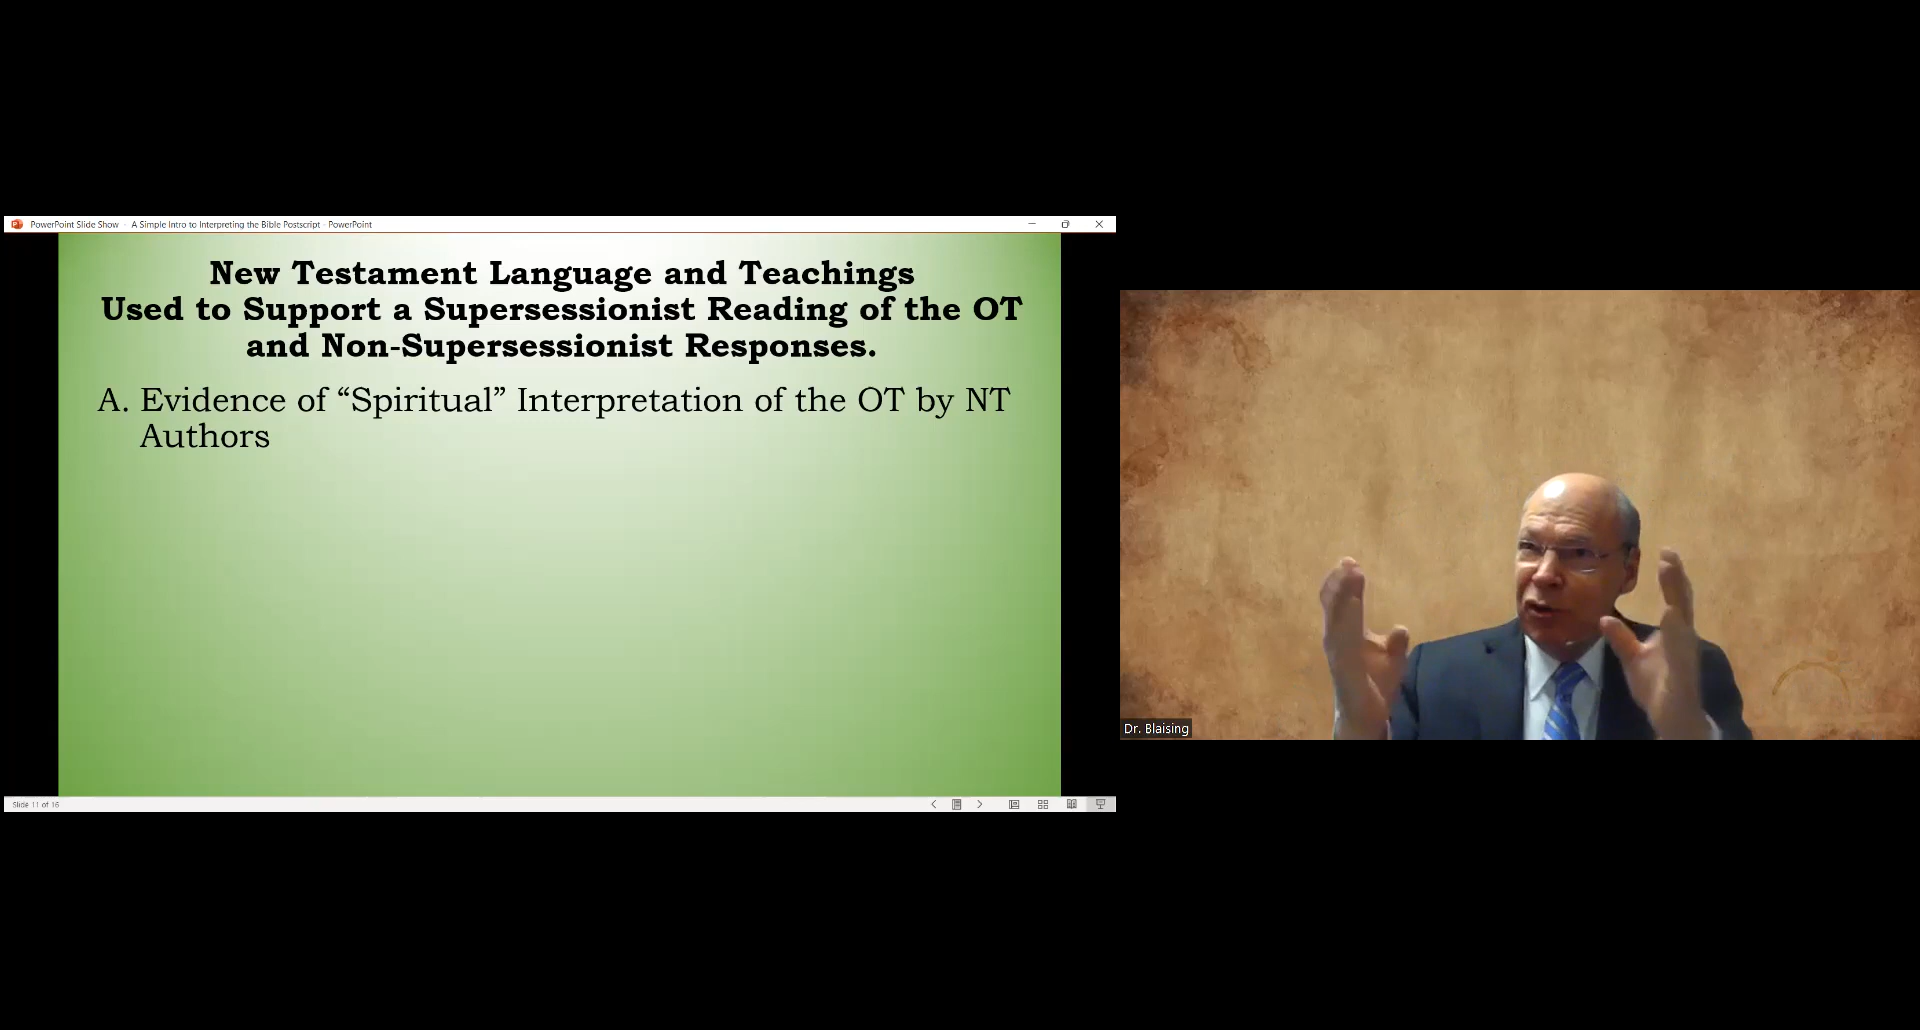 PowerPoint Slide Show - A Simple Intro to Interpreting the Bible Postscript - PowerPoint
New Testament Language and Teachings
Used to Support a Supersessionist Reading of the OT
and Non-Supersessionist Responses.
A. Evidence of “Spiritual” Interpretation of the OT by NT
Authors
Slide 11 of 16
Dr. Blaising